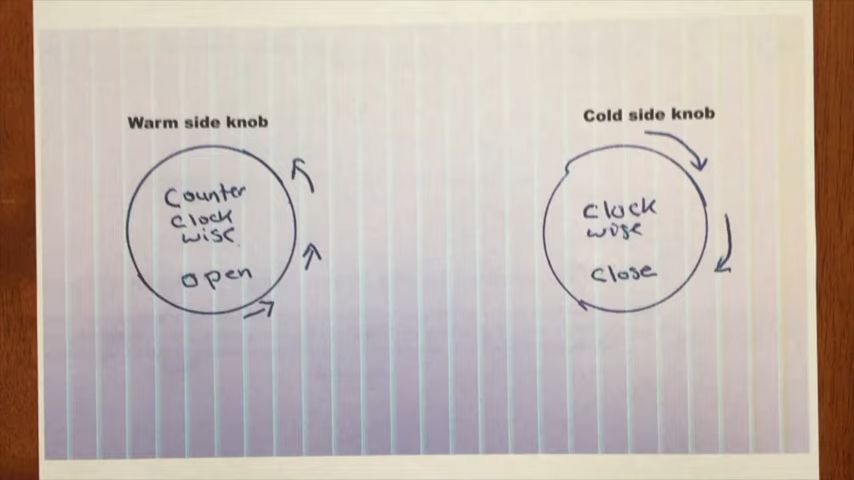 Warm side knob
Counter
clock
wise
open
Cold side knob
clock
wise
close